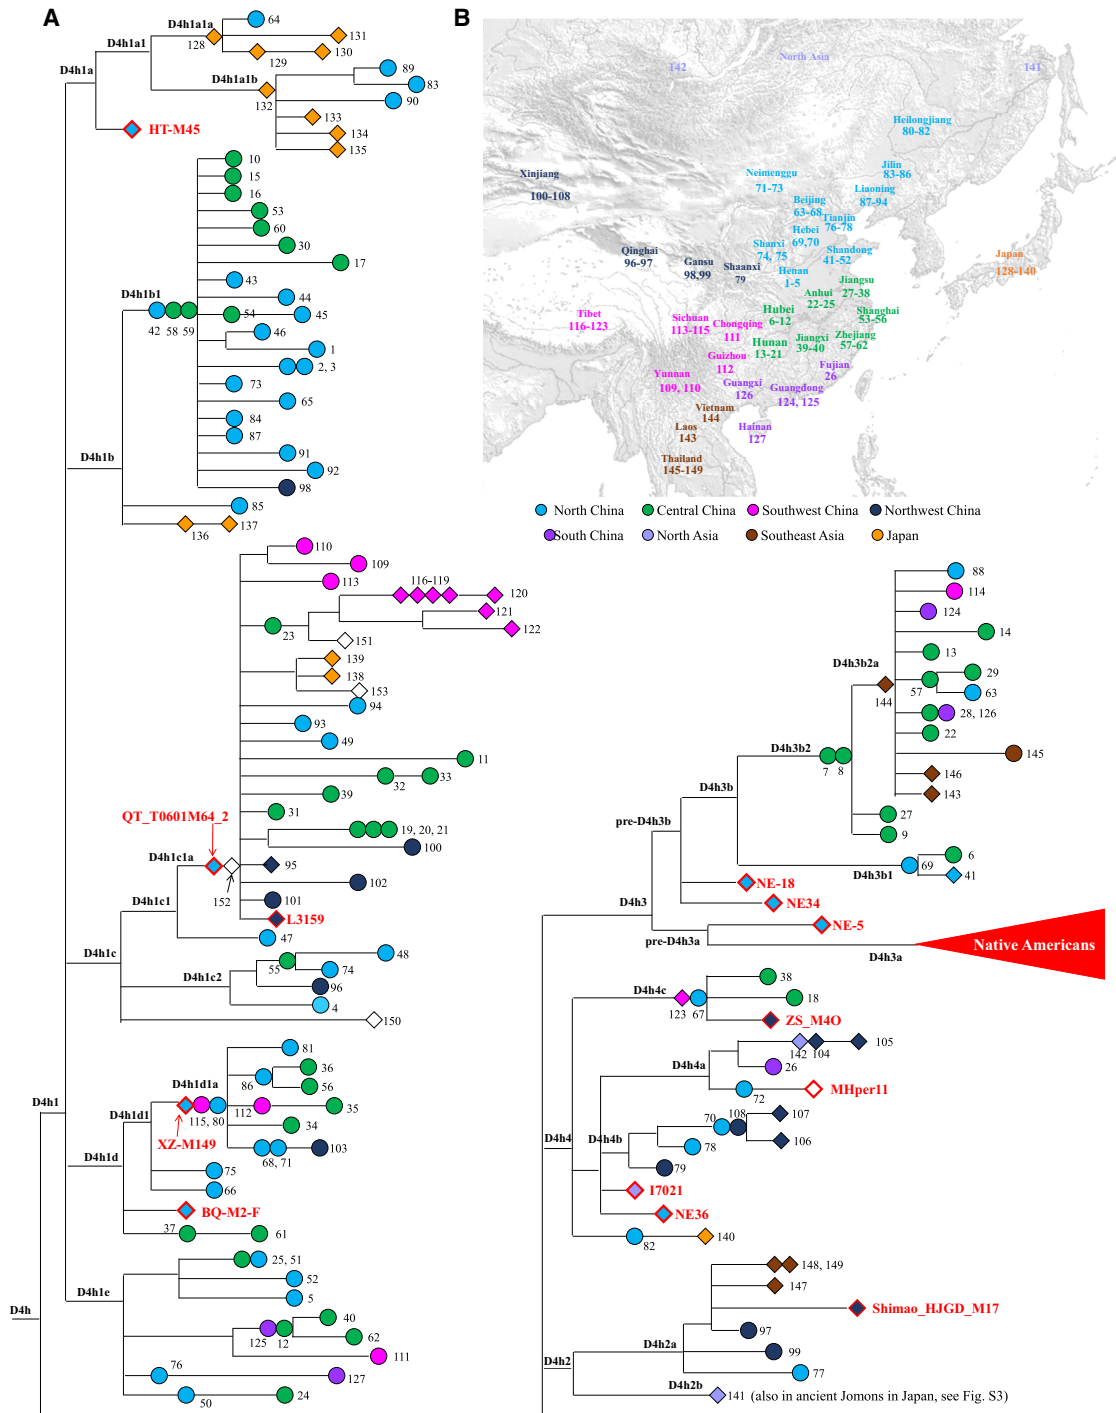 A
D4h1a1a
64
128
131
129
130
D4h1a1
D4h1a
D4h1a1b
89
83
132
90
133
134
135
HT-M45
10
15
16
53
60
30
17
43
D4h1b1
44
54
45
42 58 59
46
1
2, 3
73
65
84
87
91
D4h1b
92
98
85
136
137
110
109
113
116-119
120
121
23
122
151
139
138
153
94
93
49
11
32
33
39
QT_T0601M64_2
31
19, 20, 21
100
D4h1c1a
95
152
102
D4h1c1
101
L3159
47
D4h1c
48
55
74
D4h1c2
96
4
150
81
36
D4h1d1a
86
56
112
35
D4h1d1
115, 80
34
XZ-M149
68, 71
103
D4h1
D4h1d
75
66
BQ-M2-F
37
61
25, 51
52
D4h1e
5
D4h
40
125
12
62
111
76
127
50
24
B
142
North Asia
141
Heilongjiang
80-82
Xinjiang
100-108
Neimenggu
71-73
Jilin
83-86
Liaoning
87-94
Beijing
63-68
Tianjin
76-78
Hebei
69,70
Qinghai
96-97
Gansu
98,99
Shaanxi
79
Shanxi
74, 75
Shandong
41-52
Henan
1-5
Japan
128-140
Jiangsu
27-38
Anhui
22-25
Shanghai
53-56
Hubei
6-12
Tibet
116-123
Sichuan
113-115
Chongqing
111
Hunan
13-21
Jiangxi
39-40
Zhejiang
57-62
Guizhou
112
Fujian
26
Yunnan
109, 110
Guangxi
126
Guangdong
124, 125
Vietnam
144
Laos
143
Hainan
127
Thailand
145-149
North China
Central China
Southwest China
Northwest China
South China
North Asia
Southeast Asia
Japan
88
114
124
14
13
D4h3b2a
29
57
63
144
28, 126
22
D4h3b2
145
7 8
146
143
D4h3b
27
pre-D4h3b
9
6
69
D4h3b1
41
NE-18
NE34
D4h3
NE-5
pre-D4h3a
Native Americans
D4h3a
38
D4h4c
123
67
18
ZS_M4O
142
104
105
D4h4a
26
72
MHper11
70
108
107
D4h4
D4h4b
78
106
79
I7021
NE36
82
140
148, 149
147
Shimao_HJGD_M17
97
D4h2a
99
D4h2
77
D4h2b
141 (also in ancient Jomons in Japan, see Fig. S3)